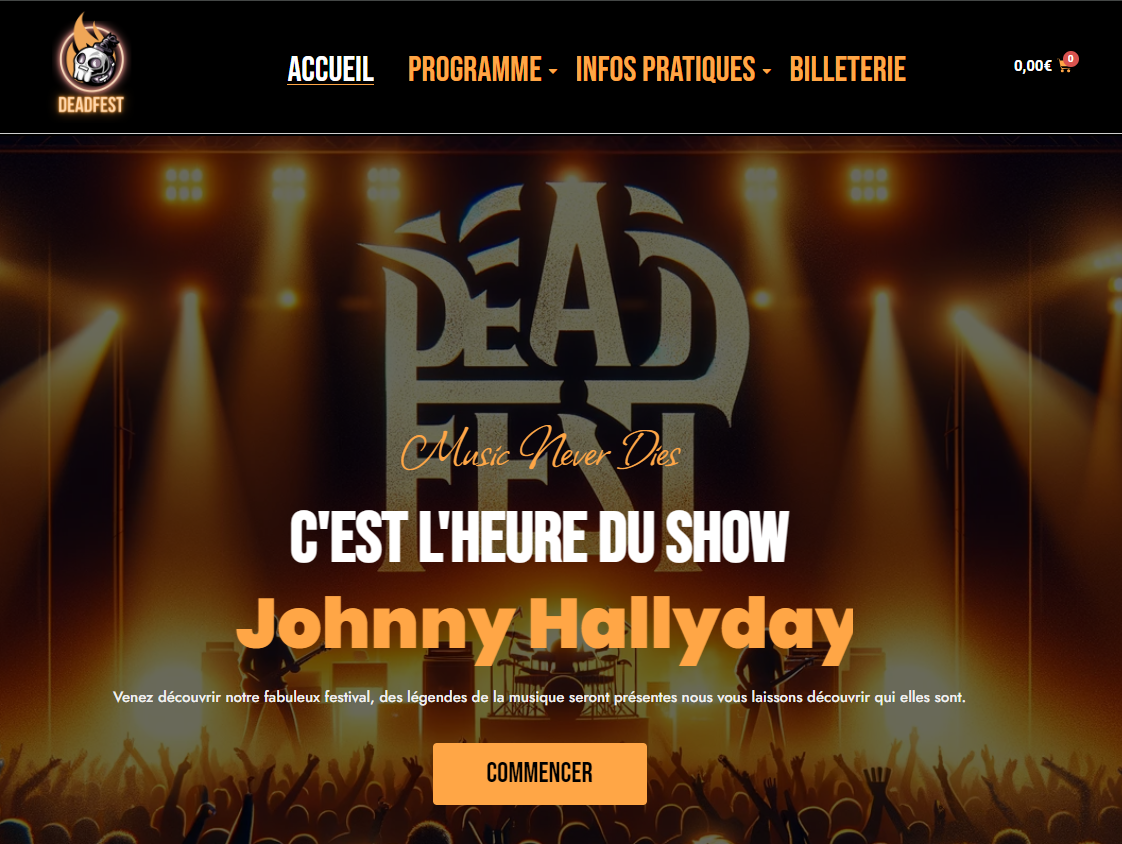 DEADFEST
ACCUEIL PROGRAMME INFOS PRATIQUES BILLETERIE
0,00€ 0
DEAD
FEST
Music Never Dies
C'EST L'HEURE DU SHOW
Johnny Hallyday
Venez découvrir notre fabuleux festival, des légendes de la musique seront présentes nous vous laissons découvrir qui elles sont.
COMMENCER